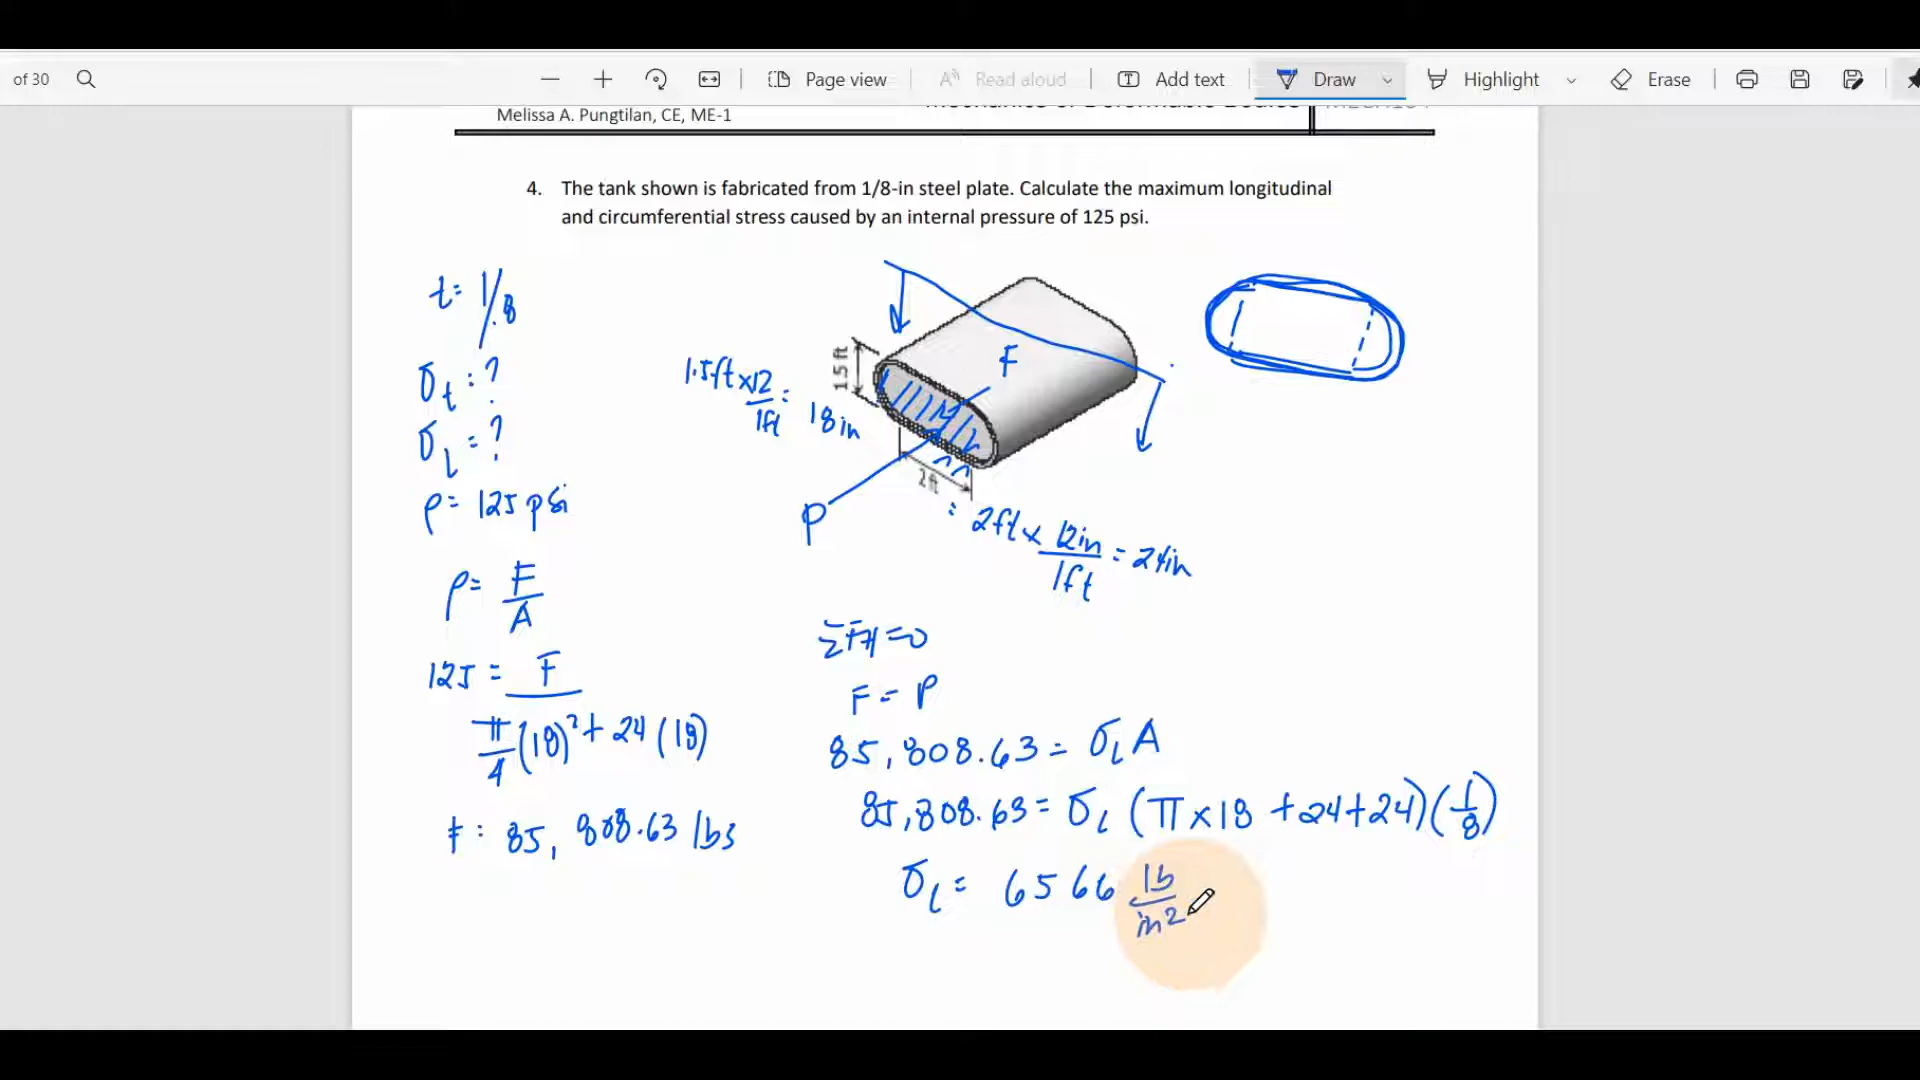 of 30
Page view
Read aloud
Add text
Draw
Highlight
Erase
Melissa A. Pungtilan, CE, ME-1
4. The tank shown is fabricated from 1/8-in steel plate. Calculate the maximum longitudinal
and circumferential stress caused by an internal pressure of 125 psi.
t = 1/8
σt = ?
σL = ?
ρ = 125 psi
ρ = F/A
125 = F / (π/4 (18)² + 24 (18))
F = 85,808.63 lbs
1.5 ft
1.5ft x 12/1ft = 18in
F
P
2 ft
= 2ft x 12in/1ft = 24in
ΣFH = 0
F = P
85,808.63 = σL A
85,808.63 = σL (π x 18 + 24 + 24)(1/8)
σL = 6566 lb/in2